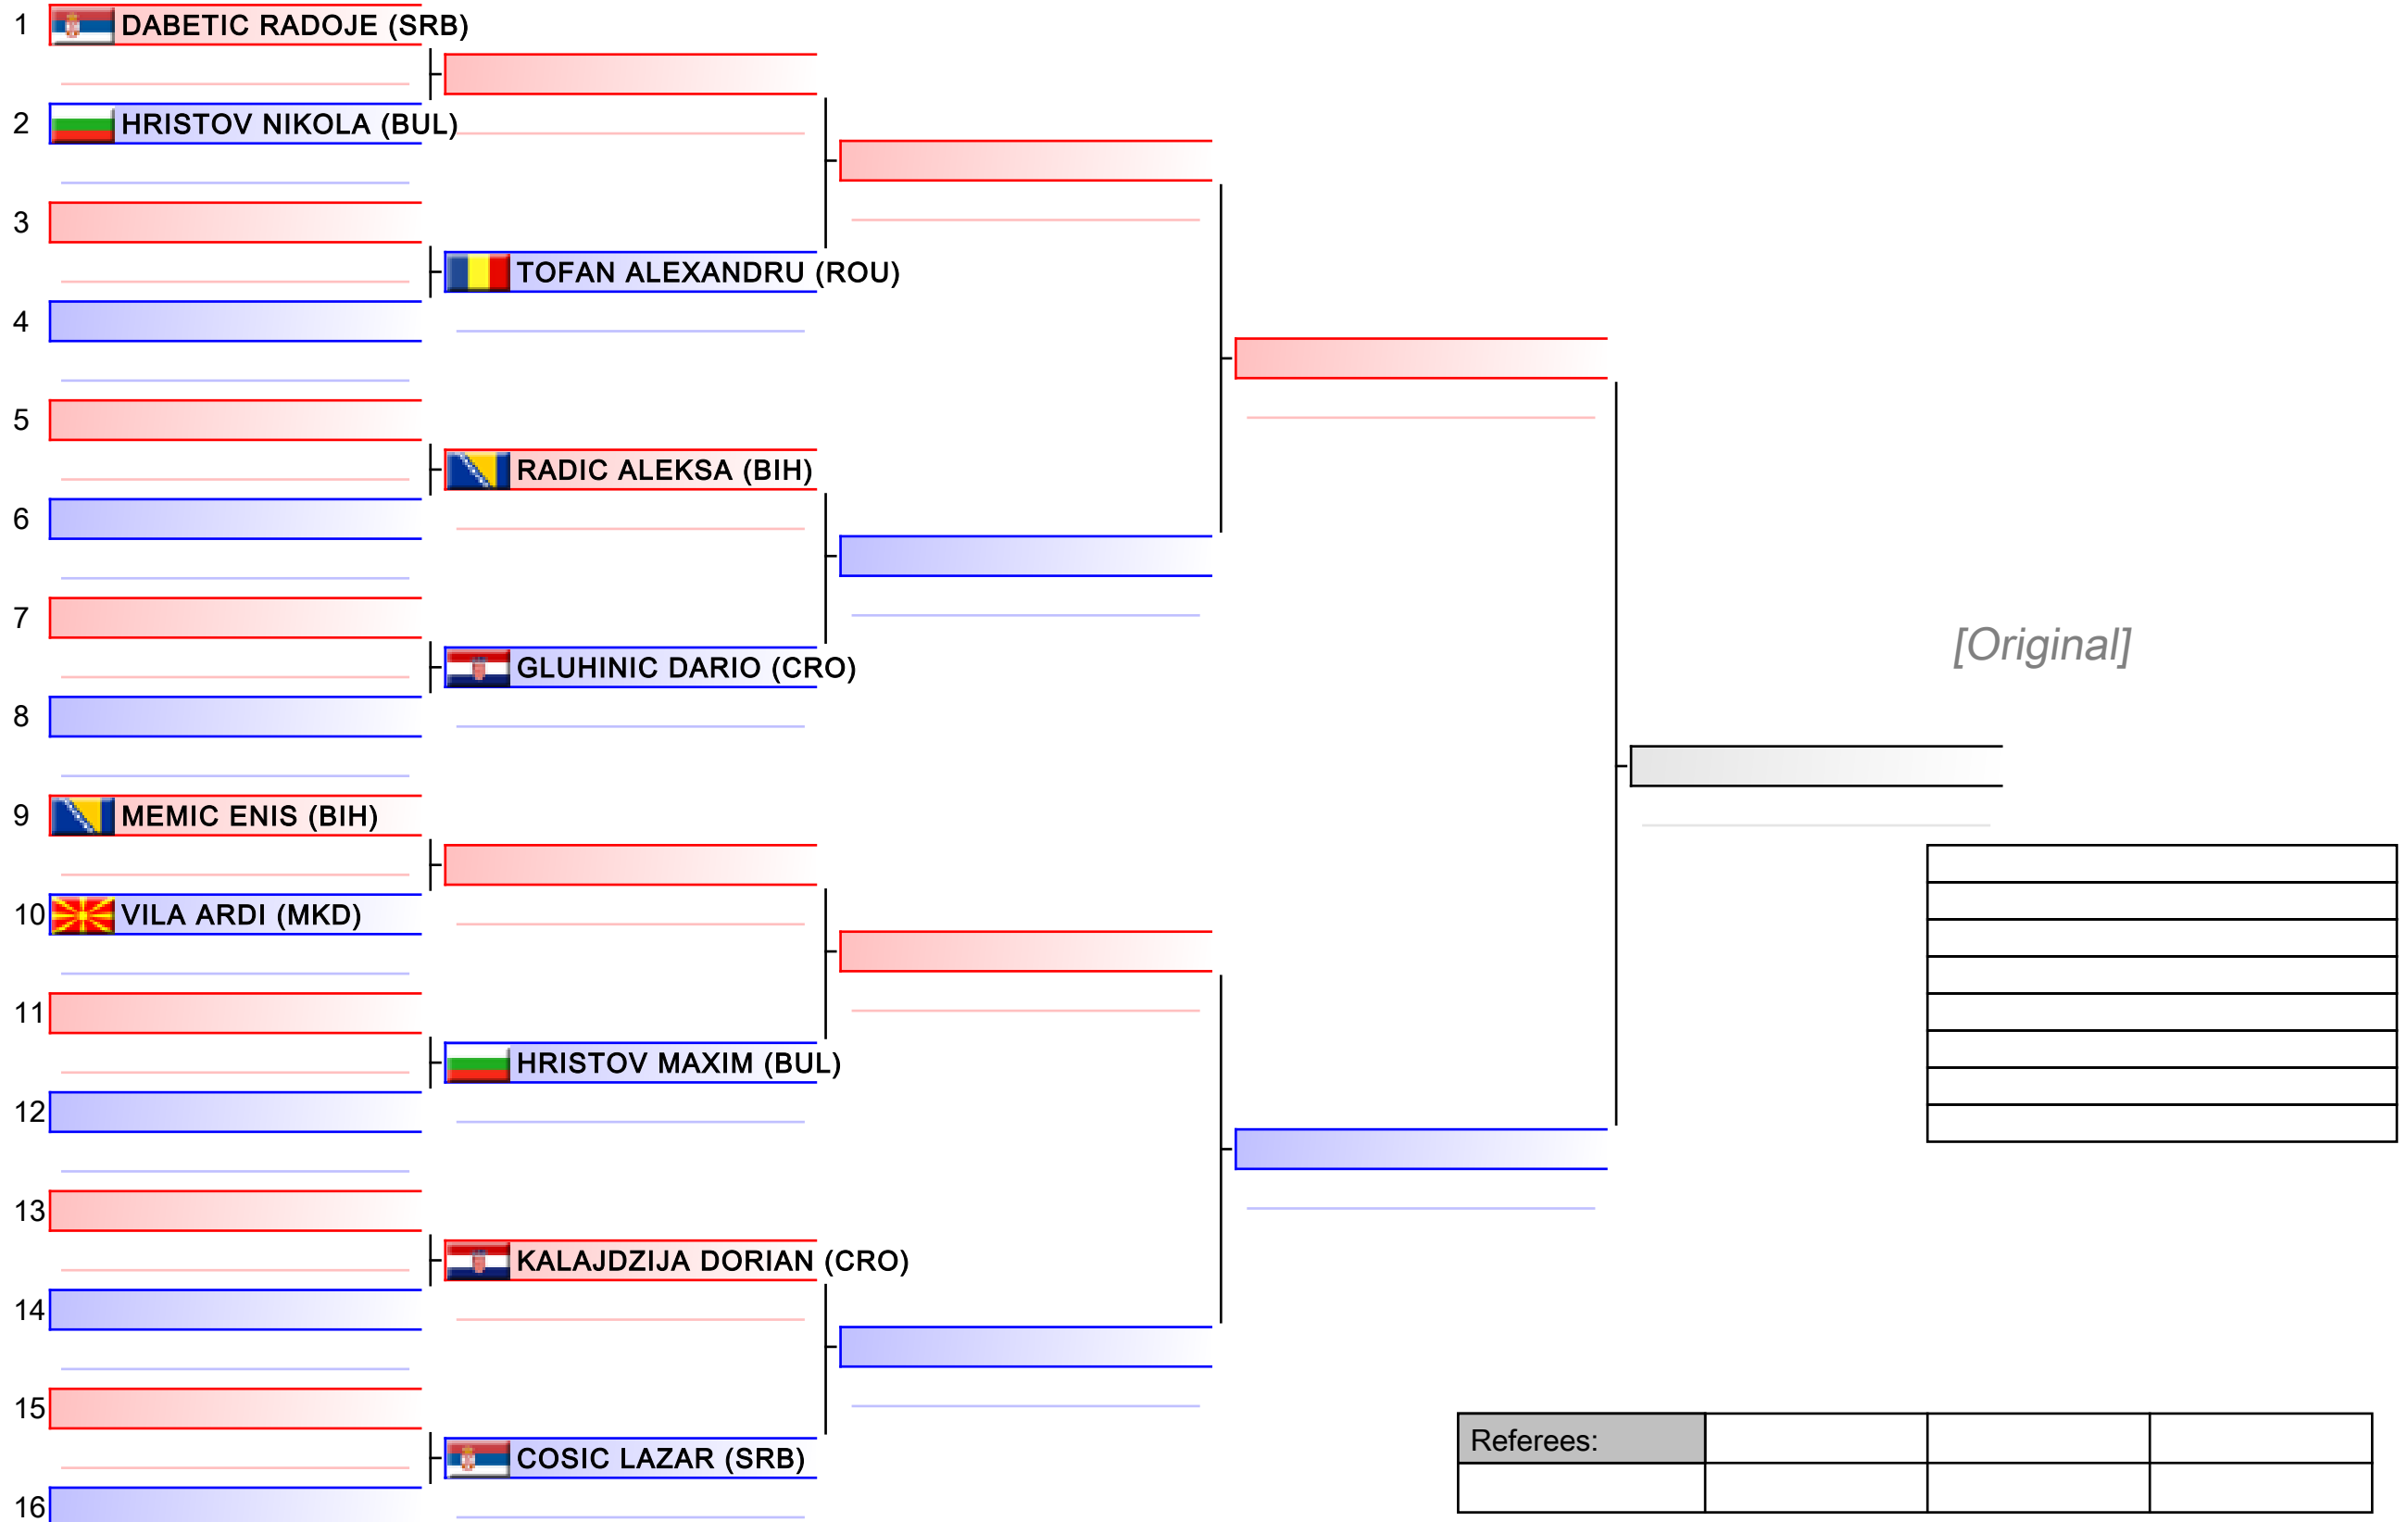 1 DABETIC RADOJE (SRB)
2 HRISTOV NIKOLA (BUL)
3
TOFAN ALEXANDRU (ROU)
4
5
RADIC ALEKSA (BIH)
6
7
[Original]
GLUHINIC DARIO (CRO)
8
9 MEMIC ENIS (BIH)
10 VILA ARDI (MKD)
11
HRISTOV MAXIM (BUL)
12
13
KALAJDZIJA DORIAN (CRO)
14
15
Referees:
COSIC LAZAR (SRB)
16